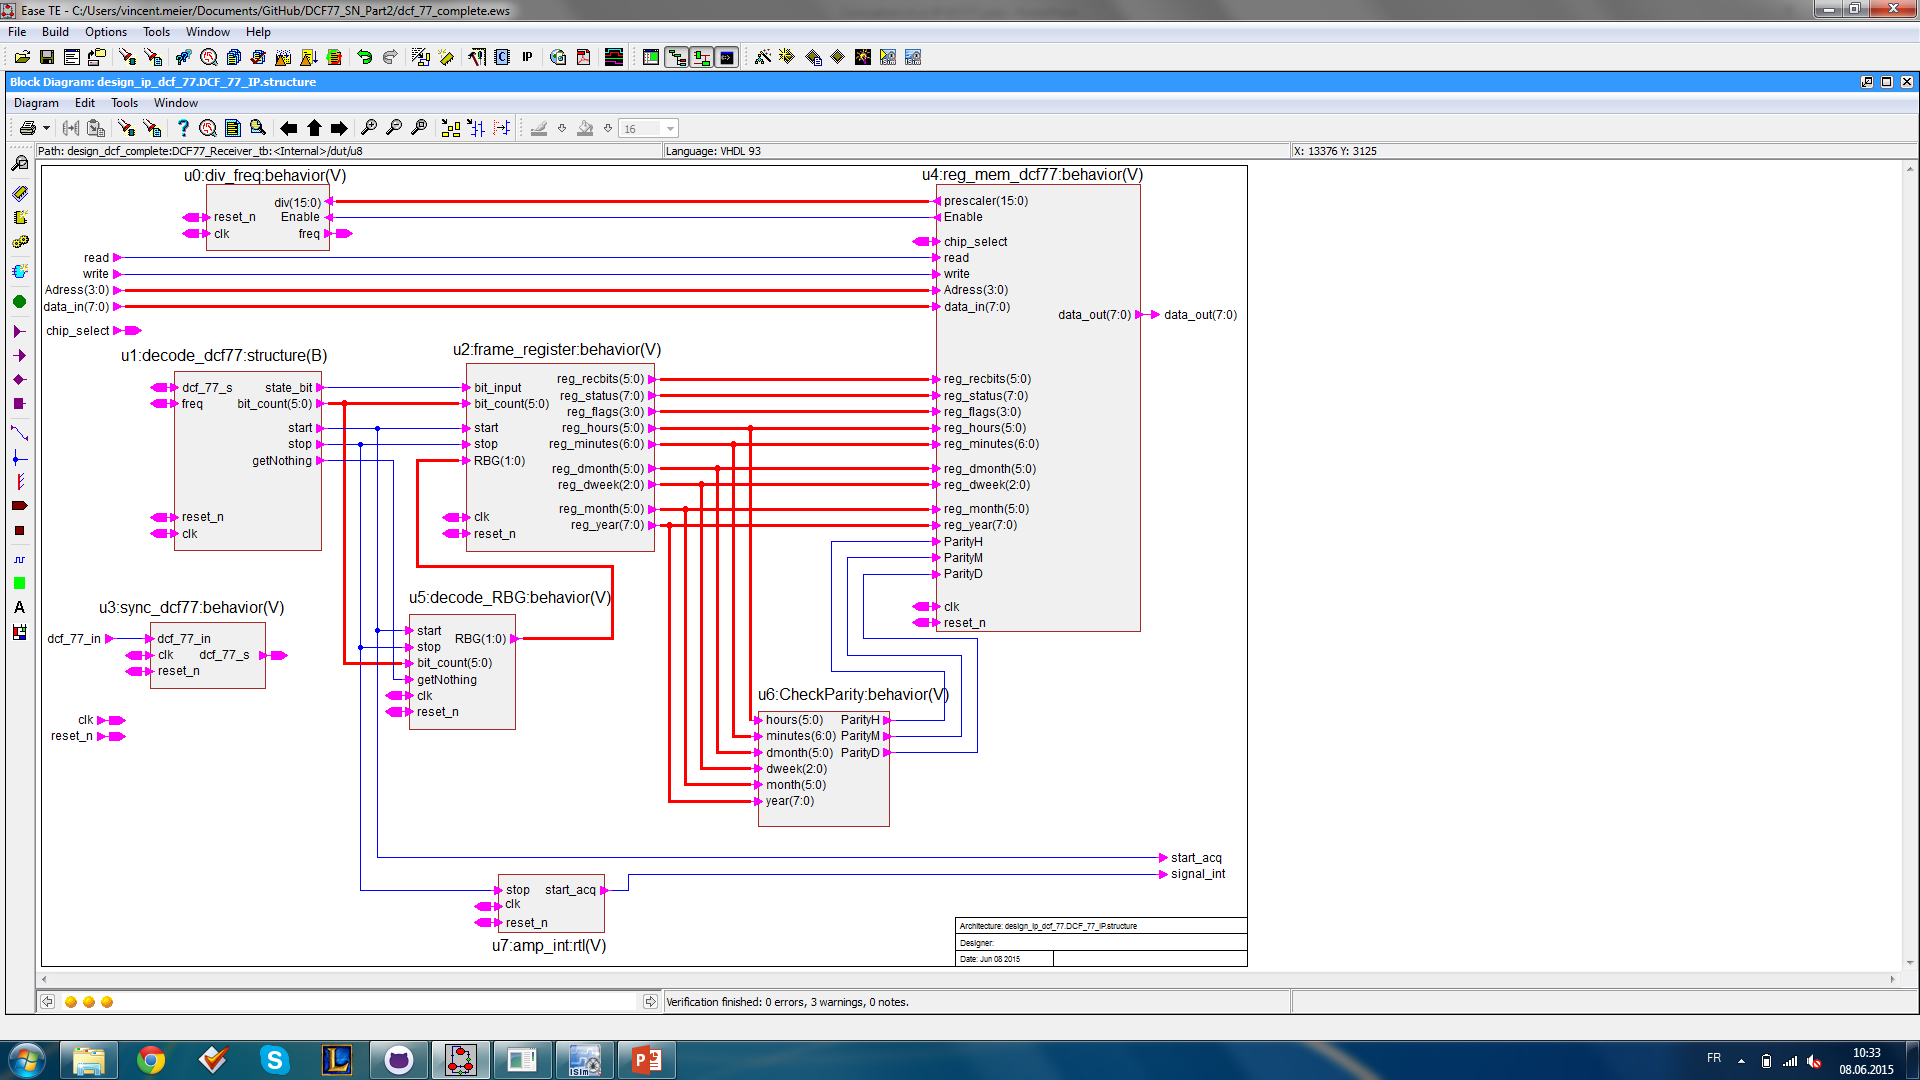 Ease TE - C:/Users/vincent.meier/Documents/GitHub/DCF77_SN_Part2/dcf_77_complete.ews
File Build Options Tools Window Help
IP
Block Diagram: design_ip_dcf_77.DCF_77_IP.structure
Diagram Edit Tools Window
16
Path: design_dcf_complete:DCF77_Receiver_tb:<Internal>/dut/u8
Language: VHDL 93
X: 13376 Y: 3125
u0:div_freq:behavior(V)
div(15:0)
reset_n Enable
clk freq
read
write
Adress(3:0)
data_in(7:0)
chip_select
u4:reg_mem_dcf77:behavior(V)
prescaler(15:0)
Enable
chip_select
read
write
Adress(3:0)
data_in(7:0)
data_out(7:0) data_out(7:0)
reg_recbits(5:0)
reg_status(7:0)
reg_flags(3:0)
reg_hours(5:0)
reg_minutes(6:0)
reg_dmonth(5:0)
reg_dweek(2:0)
reg_month(5:0)
reg_year(7:0)
ParityH
ParityM
ParityD
clk
reset_n
u1:decode_dcf77:structure(B)
dcf_77_s state_bit
freq bit_count(5:0)
start
stop
getNothing
reset_n
clk
u2:frame_register:behavior(V)
reg_recbits(5:0)
bit_input reg_status(7:0)
bit_count(5:0) reg_flags(3:0)
start reg_hours(5:0)
stop reg_minutes(6:0)
RBG(1:0) reg_dmonth(5:0)
reg_dweek(2:0)
clk reg_month(5:0)
reset_n reg_year(7:0)
u3:sync_dcf77:behavior(V)
dcf_77_in dcf_77_in
clk dcf_77_s
reset_n
clk
reset_n
u5:decode_RBG:behavior(V)
start
stop RBG(1:0)
bit_count(5:0)
getNothing
clk
reset_n
u6:CheckParity:behavior(V)
hours(5:0) ParityH
minutes(6:0) ParityM
dmonth(5:0) ParityD
dweek(2:0)
month(5:0)
year(7:0)
start_acq
signal_int
stop start_acq
clk
reset_n
u7:amp_int:rtl(V)
Architecture: design_ip_dcf_77.DCF_77_IP.structure
Designer:
Date: Jun 08 2015
A
Verification finished: 0 errors, 3 warnings, 0 notes.
FR
10:33
08.06.2015